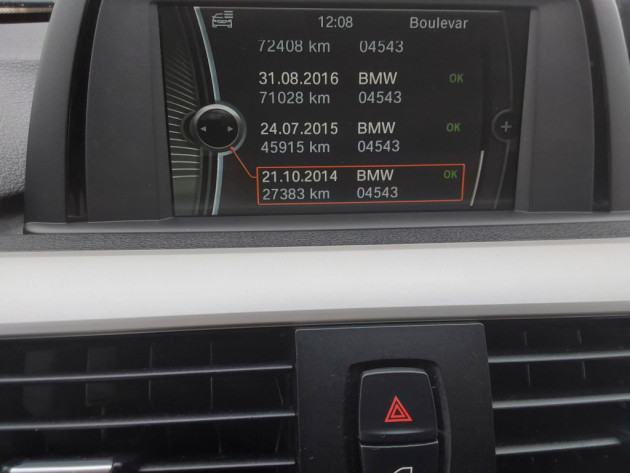 12:08 Boulevar
72408 km 04543
31.08.2016 BMW OK
71028 km 04543
24.07.2015 BMW OK
45915 km 04543
21.10.2014 BMW OK
27383 km 04543